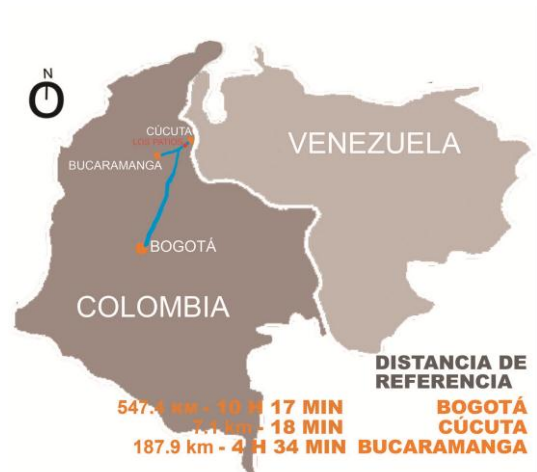 N
CÚCUTA
LOS PATIOS
BUCARAMANGA
VENEZUELA
BOGOTÁ
COLOMBIA
DISTANCIA DE
REFERENCIA
547.4 км - 10 H 17 MIN BOGOTÁ
7.1 km - 18 MIN CÚCUTA
187.9 km - 4 H 34 MIN BUCARAMANGA